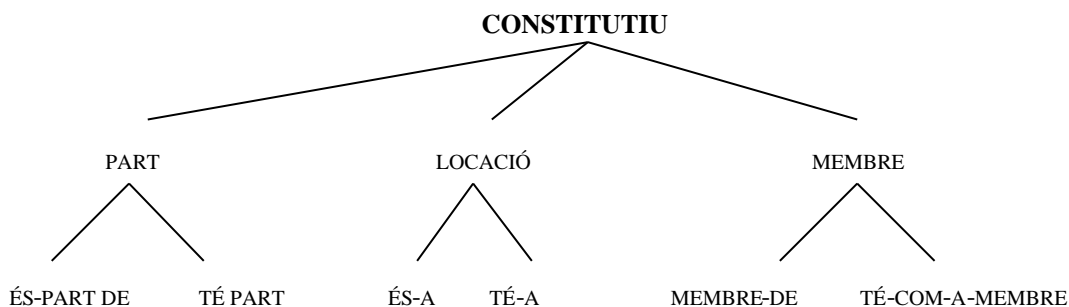 CONSTITUTIU
PART LOCACIÓ MEMBRE
ÉS-PART DE TÉ PART ÉS-A TÉ-A MEMBRE-DE TÉ-COM-A-MEMBRE